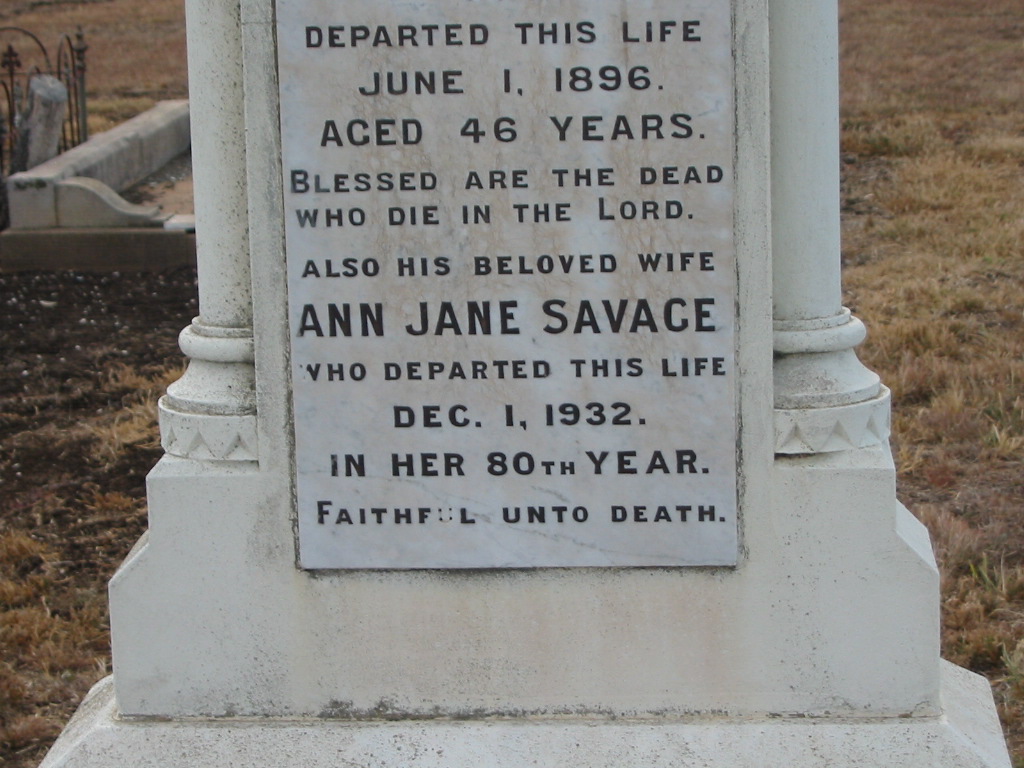 DEPARTED THIS LIFE
JUNE 1, 1896.
AGED 46 YEARS.
BLESSED ARE THE DEAD
WHO DIE IN THE LORD.
ALSO HIS BELOVED WIFE
ANN JANE SAVAGE
WHO DEPARTED THIS LIFE
DEC. 1, 1932.
IN HER 80TH YEAR.
FAITHFUL UNTO DEATH.